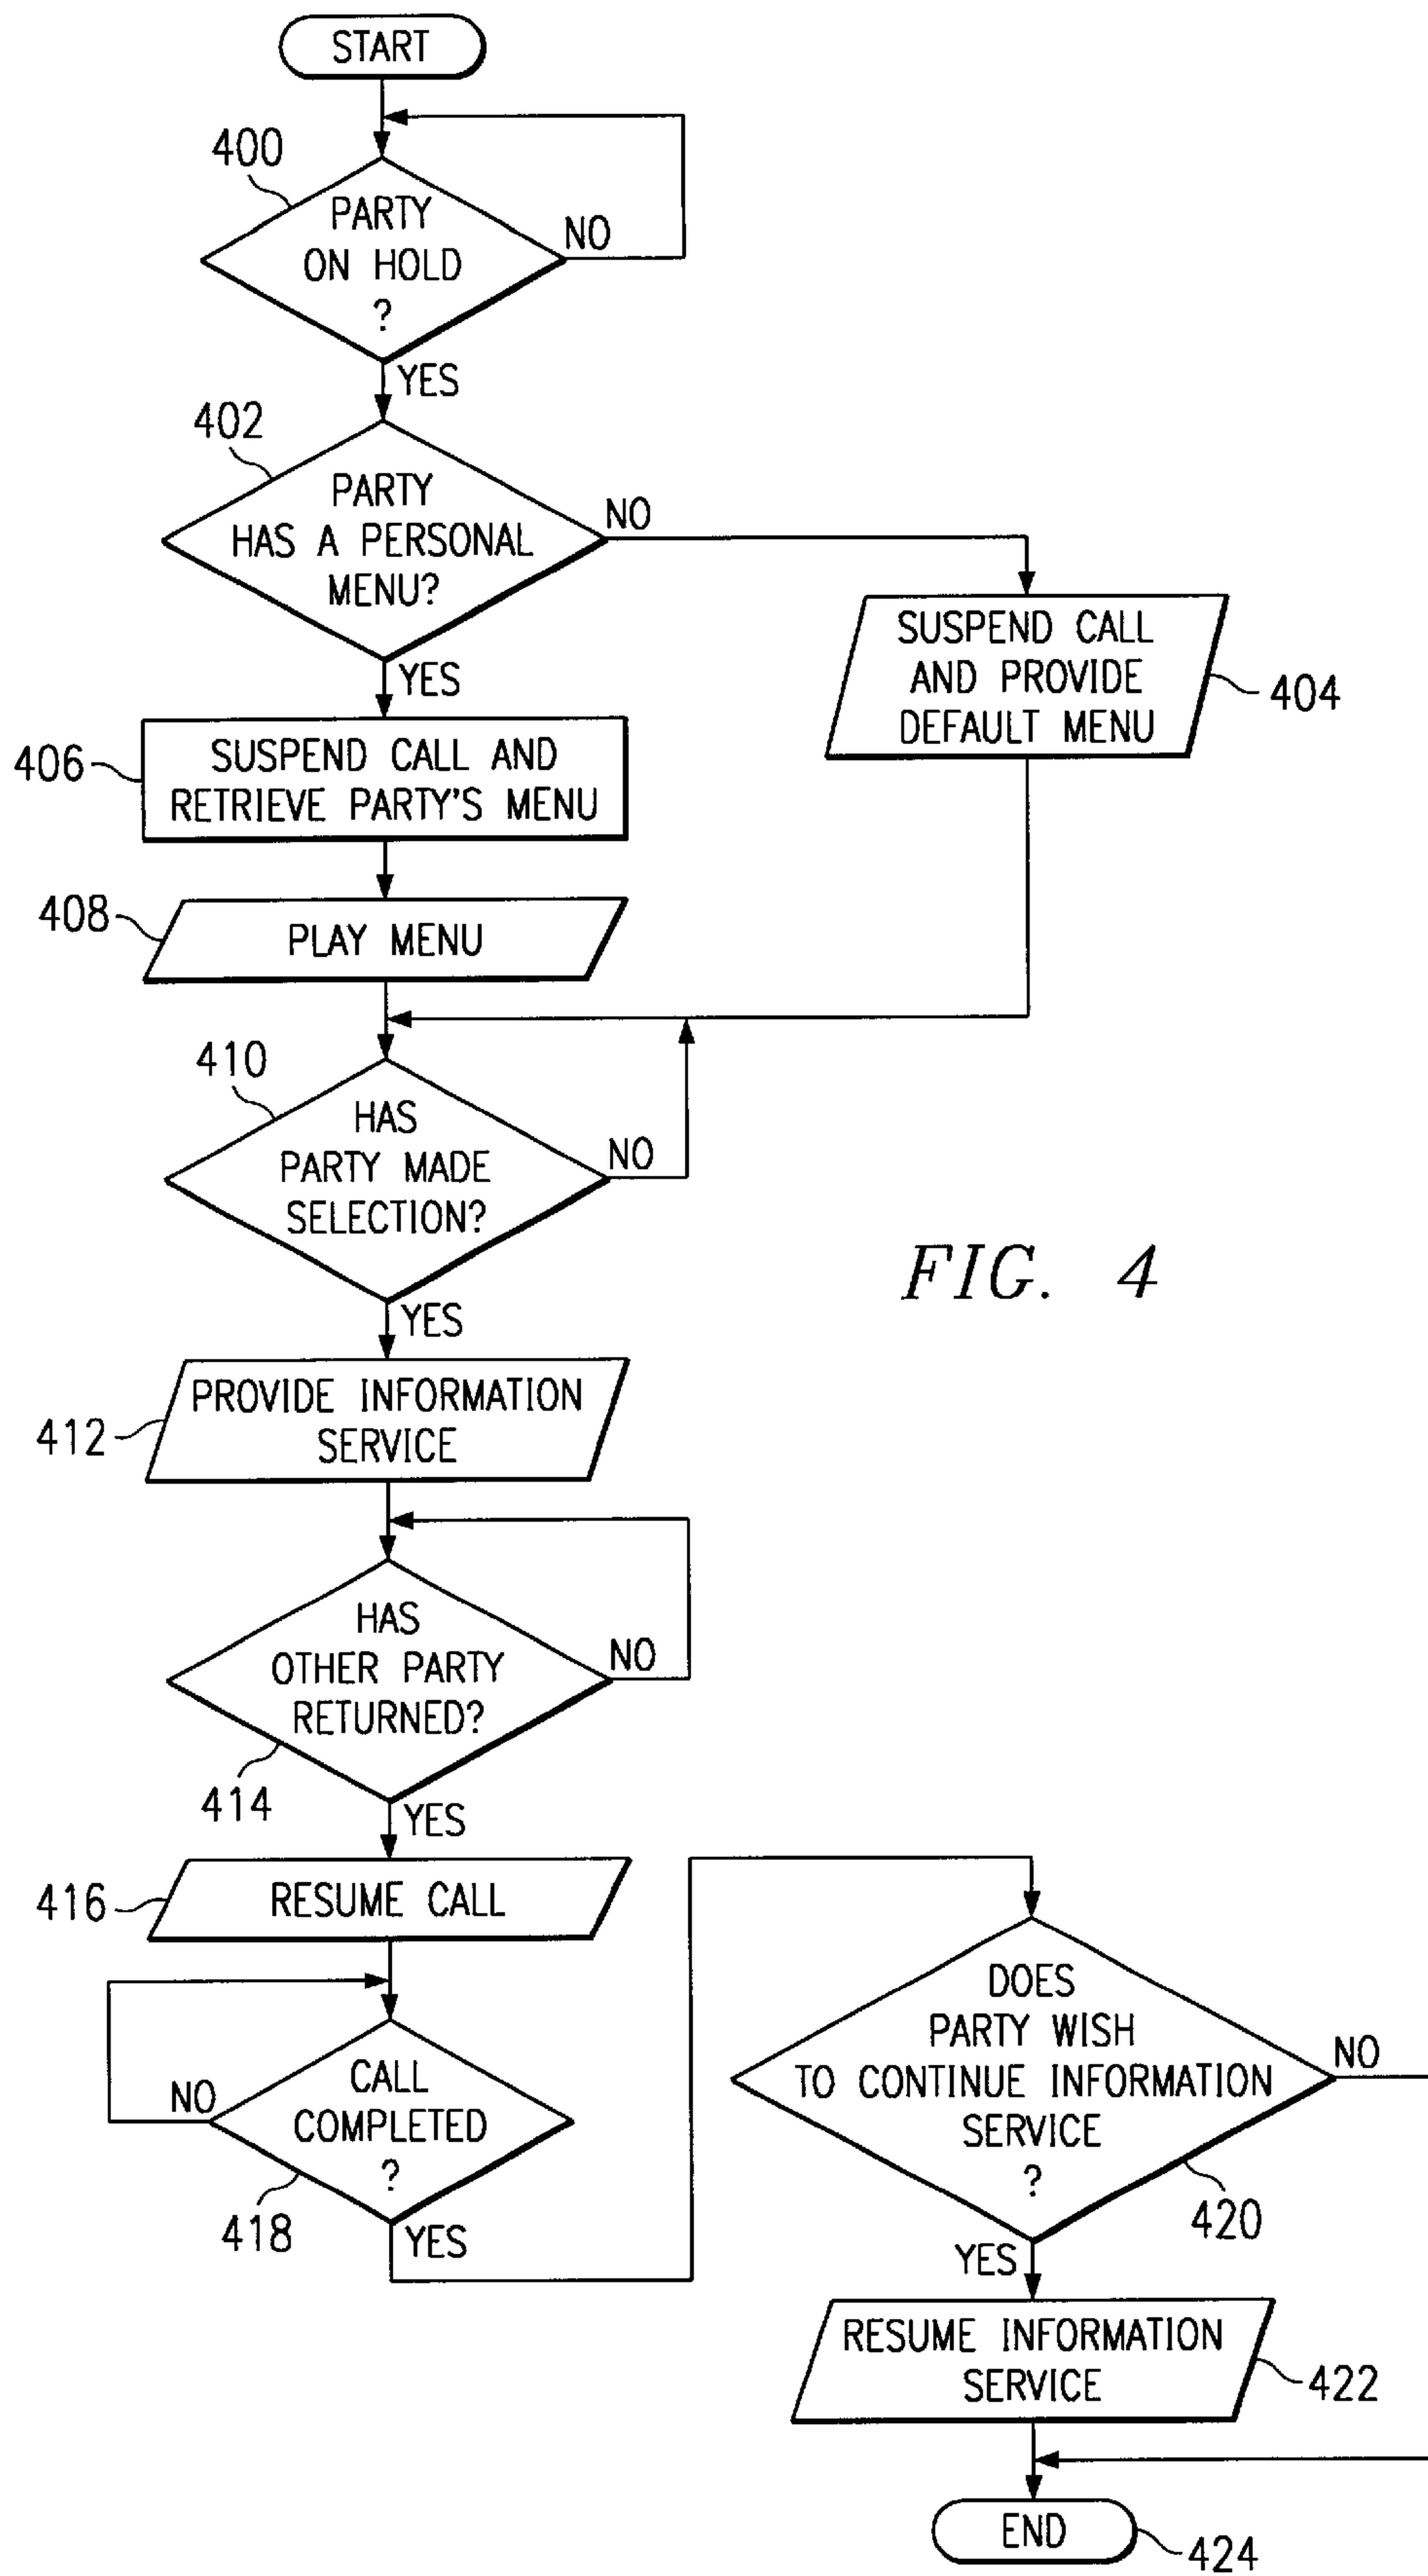 START
400
PARTY
ON HOLD
?
NO
YES
402
PARTY
HAS A PERSONAL
MENU?
NO
YES
SUSPEND CALL
AND PROVIDE
DEFAULT MENU
404
406
SUSPEND CALL AND
RETRIEVE PARTY'S MENU
408
PLAY MENU
410
HAS
PARTY MADE
SELECTION?
NO
YES
FIG. 4
412
PROVIDE INFORMATION
SERVICE
HAS
OTHER PARTY
RETURNED?
NO
414
YES
416
RESUME CALL
CALL
COMPLETED
?
NO
418
YES
DOES
PARTY WISH
TO CONTINUE INFORMATION
SERVICE
?
NO
420
YES
RESUME INFORMATION
SERVICE
422
END
424